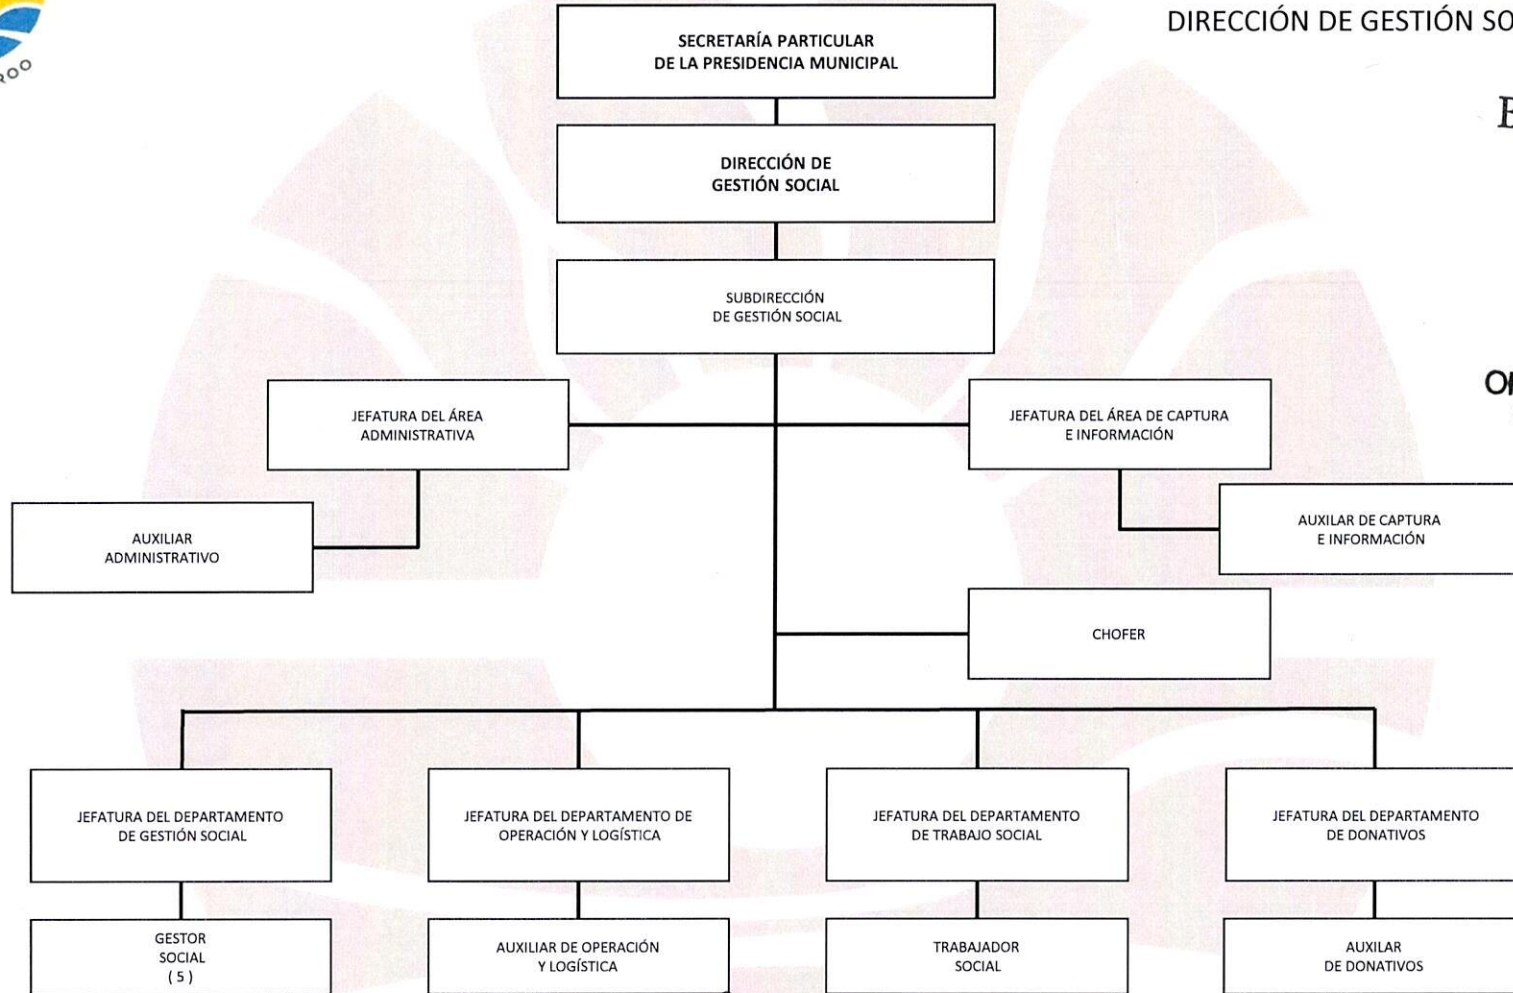 DIRECCIÓN DE GESTIÓN SO
SECRETARÍA PARTICULAR
DE LA PRESIDENCIA MUNICIPAL
DIRECCIÓN DE
GESTIÓN SOCIAL
SUBDIRECCIÓN
DE GESTIÓN SOCIAL
JEFATURA DEL ÁREA
ADMINISTRATIVA
JEFATURA DEL ÁREA DE CAPTURA
E INFORMACIÓN
AUXILIAR
ADMINISTRATIVO
AUXILAR DE CAPTURA
E INFORMACIÓN
CHOFER
JEFATURA DEL DEPARTAMENTO
DE GESTIÓN SOCIAL
JEFATURA DEL DEPARTAMENTO DE
OPERACIÓN Y LOGÍSTICA
JEFATURA DEL DEPARTAMENTO
DE TRABAJO SOCIAL
JEFATURA DEL DEPARTAMENTO
DE DONATIVOS
GESTOR
SOCIAL
( 5 )
AUXILIAR DE OPERACIÓN
Y LOGÍSTICA
TRABAJADOR
SOCIAL
AUXILAR
DE DONATIVOS